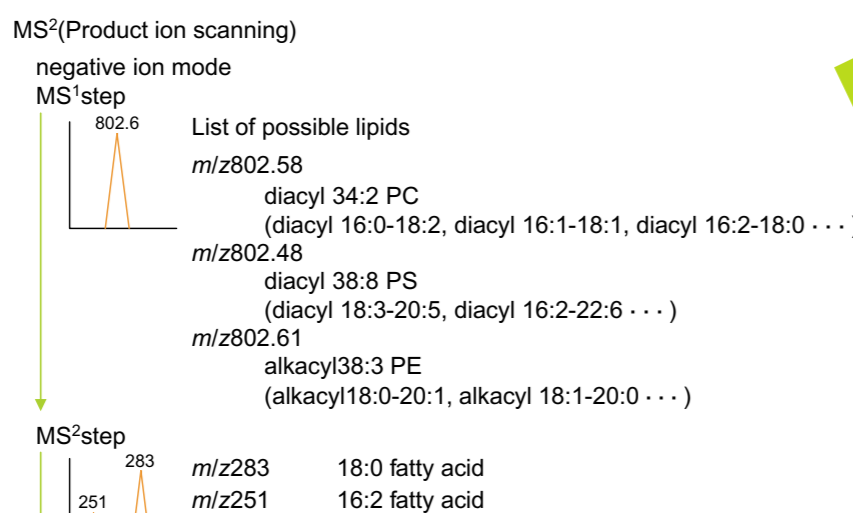 MS²(Product ion scanning)
negative ion mode
MS¹step
802.6
List of possible lipids
m/z802.58
diacyl 34:2 PC
(diacyl 16:0-18:2, diacyl 16:1-18:1, diacyl 16:2-18:0 · · · )
m/z802.48
diacyl 38:8 PS
(diacyl 18:3-20:5, diacyl 16:2-22:6 · · · )
m/z802.61
alkacyl38:3 PE
(alkacyl18:0-20:1, alkacyl 18:1-20:0 · · · )
MS²step
283
m/z283 18:0 fatty acid
251
m/z251 16:2 fatty acid